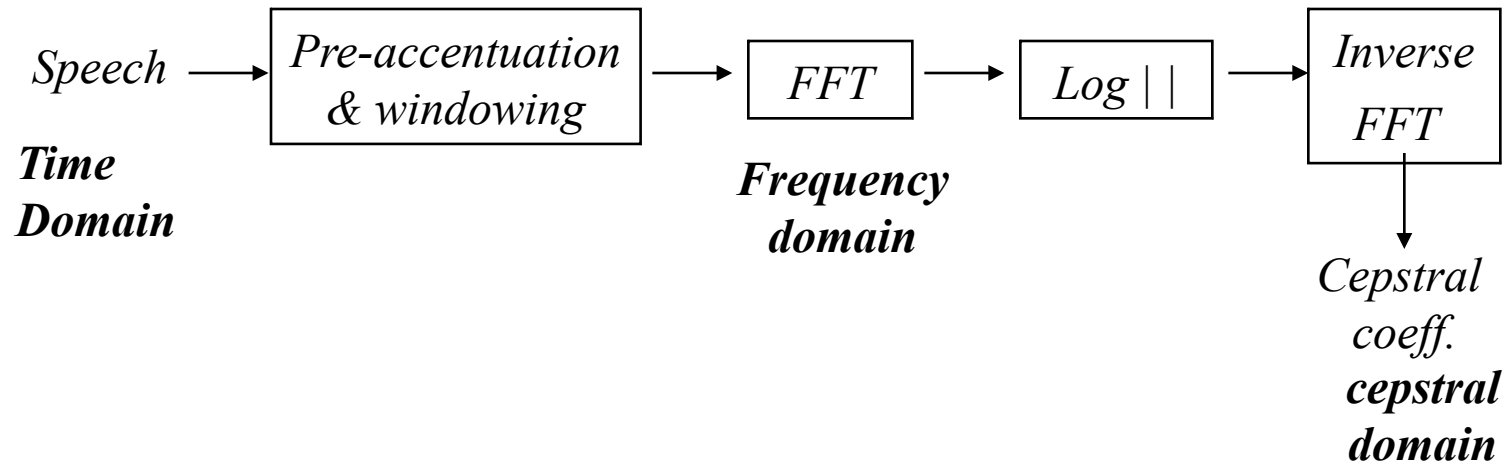 Speech
Pre-accentuation
& windowing
FFT
Log | |
Inverse
FFT
Time
Domain
Frequency
domain
Cepstral
coeff.
cepstral
domain